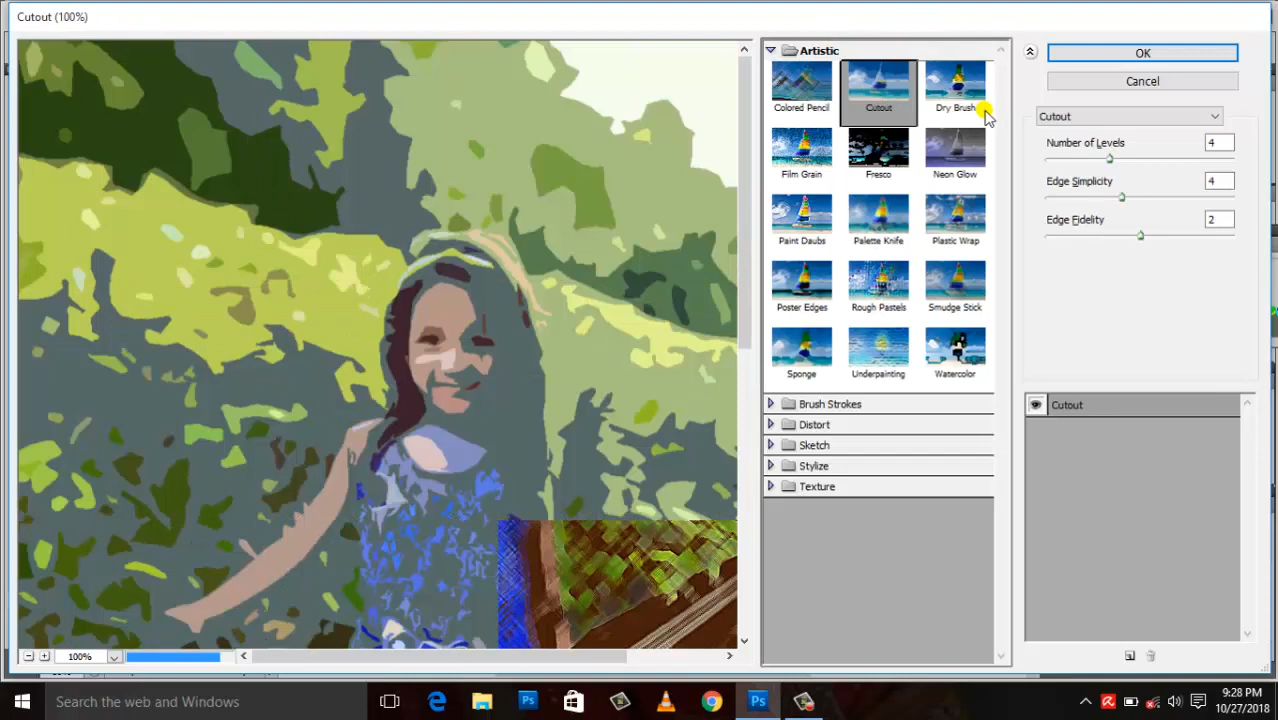 Cutout (100%)
Artistic
Colored Pencil
Cutout
Dry Brush
Film Grain
Fresco
Neon Glow
Paint Daubs
Palette Knife
Plastic Wrap
Poster Edges
Rough Pastels
Smudge Stick
Sponge
Underpainting
Watercolor
Brush Strokes
Distort
Sketch
Stylize
Texture
OK
Cancel
Cutout
Number of Levels 4
Edge Simplicity 4
Edge Fidelity 2
Cutout
100%
Search the web and Windows
9:28 PM
10/27/2018